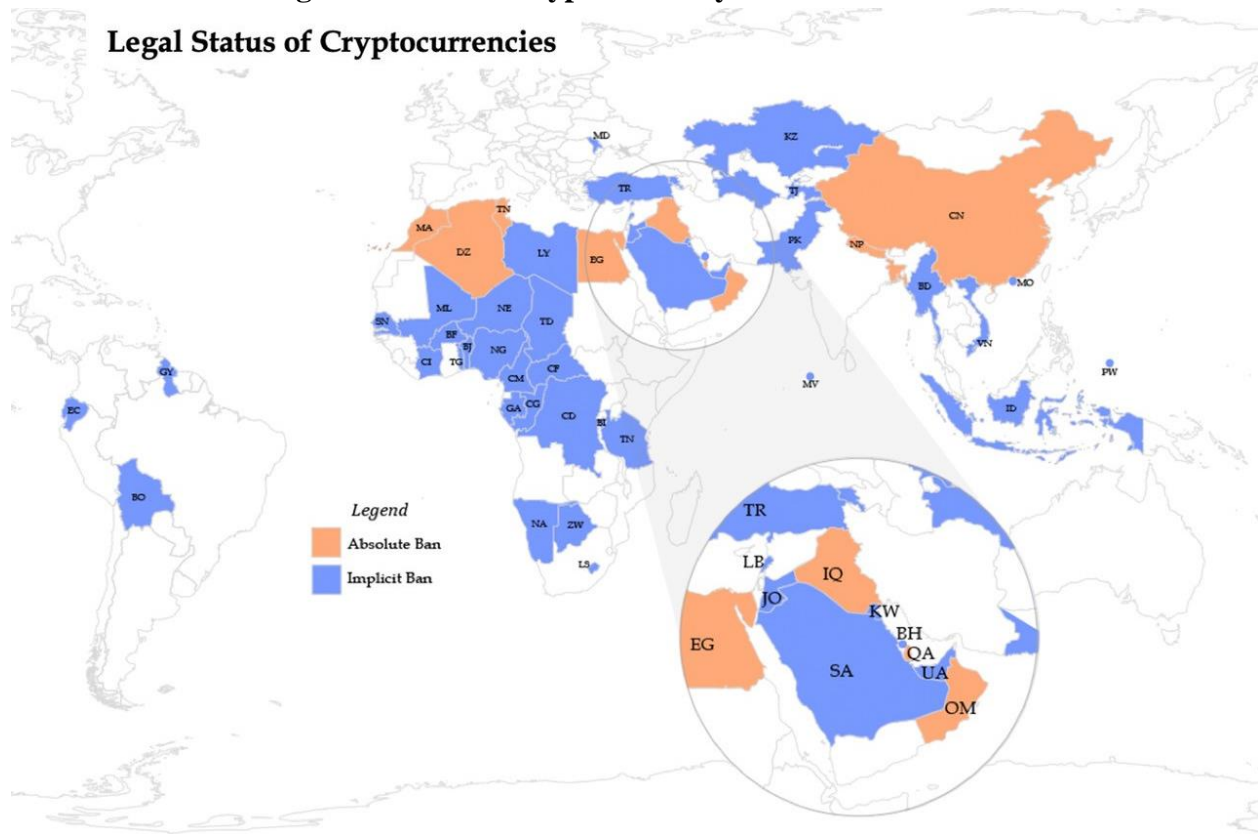 Legal Status of Cryptocurrencies
MD
KZ
TR
TJ
TN
MA
CN
DZ
LY
EG
PK
NP
BD
MO
ML
NE
TD
SN
BF
BJ
NG
CI
TG
VN
CM
CF
PW
MV
GY
EC
GA
CG
CD
BI
TN
ID
BO
NA
ZW
LS
Legend
Absolute Ban
Implicit Ban
TR
LB
IQ
JO
KW
BH
EG
QA
SA
UA
OM